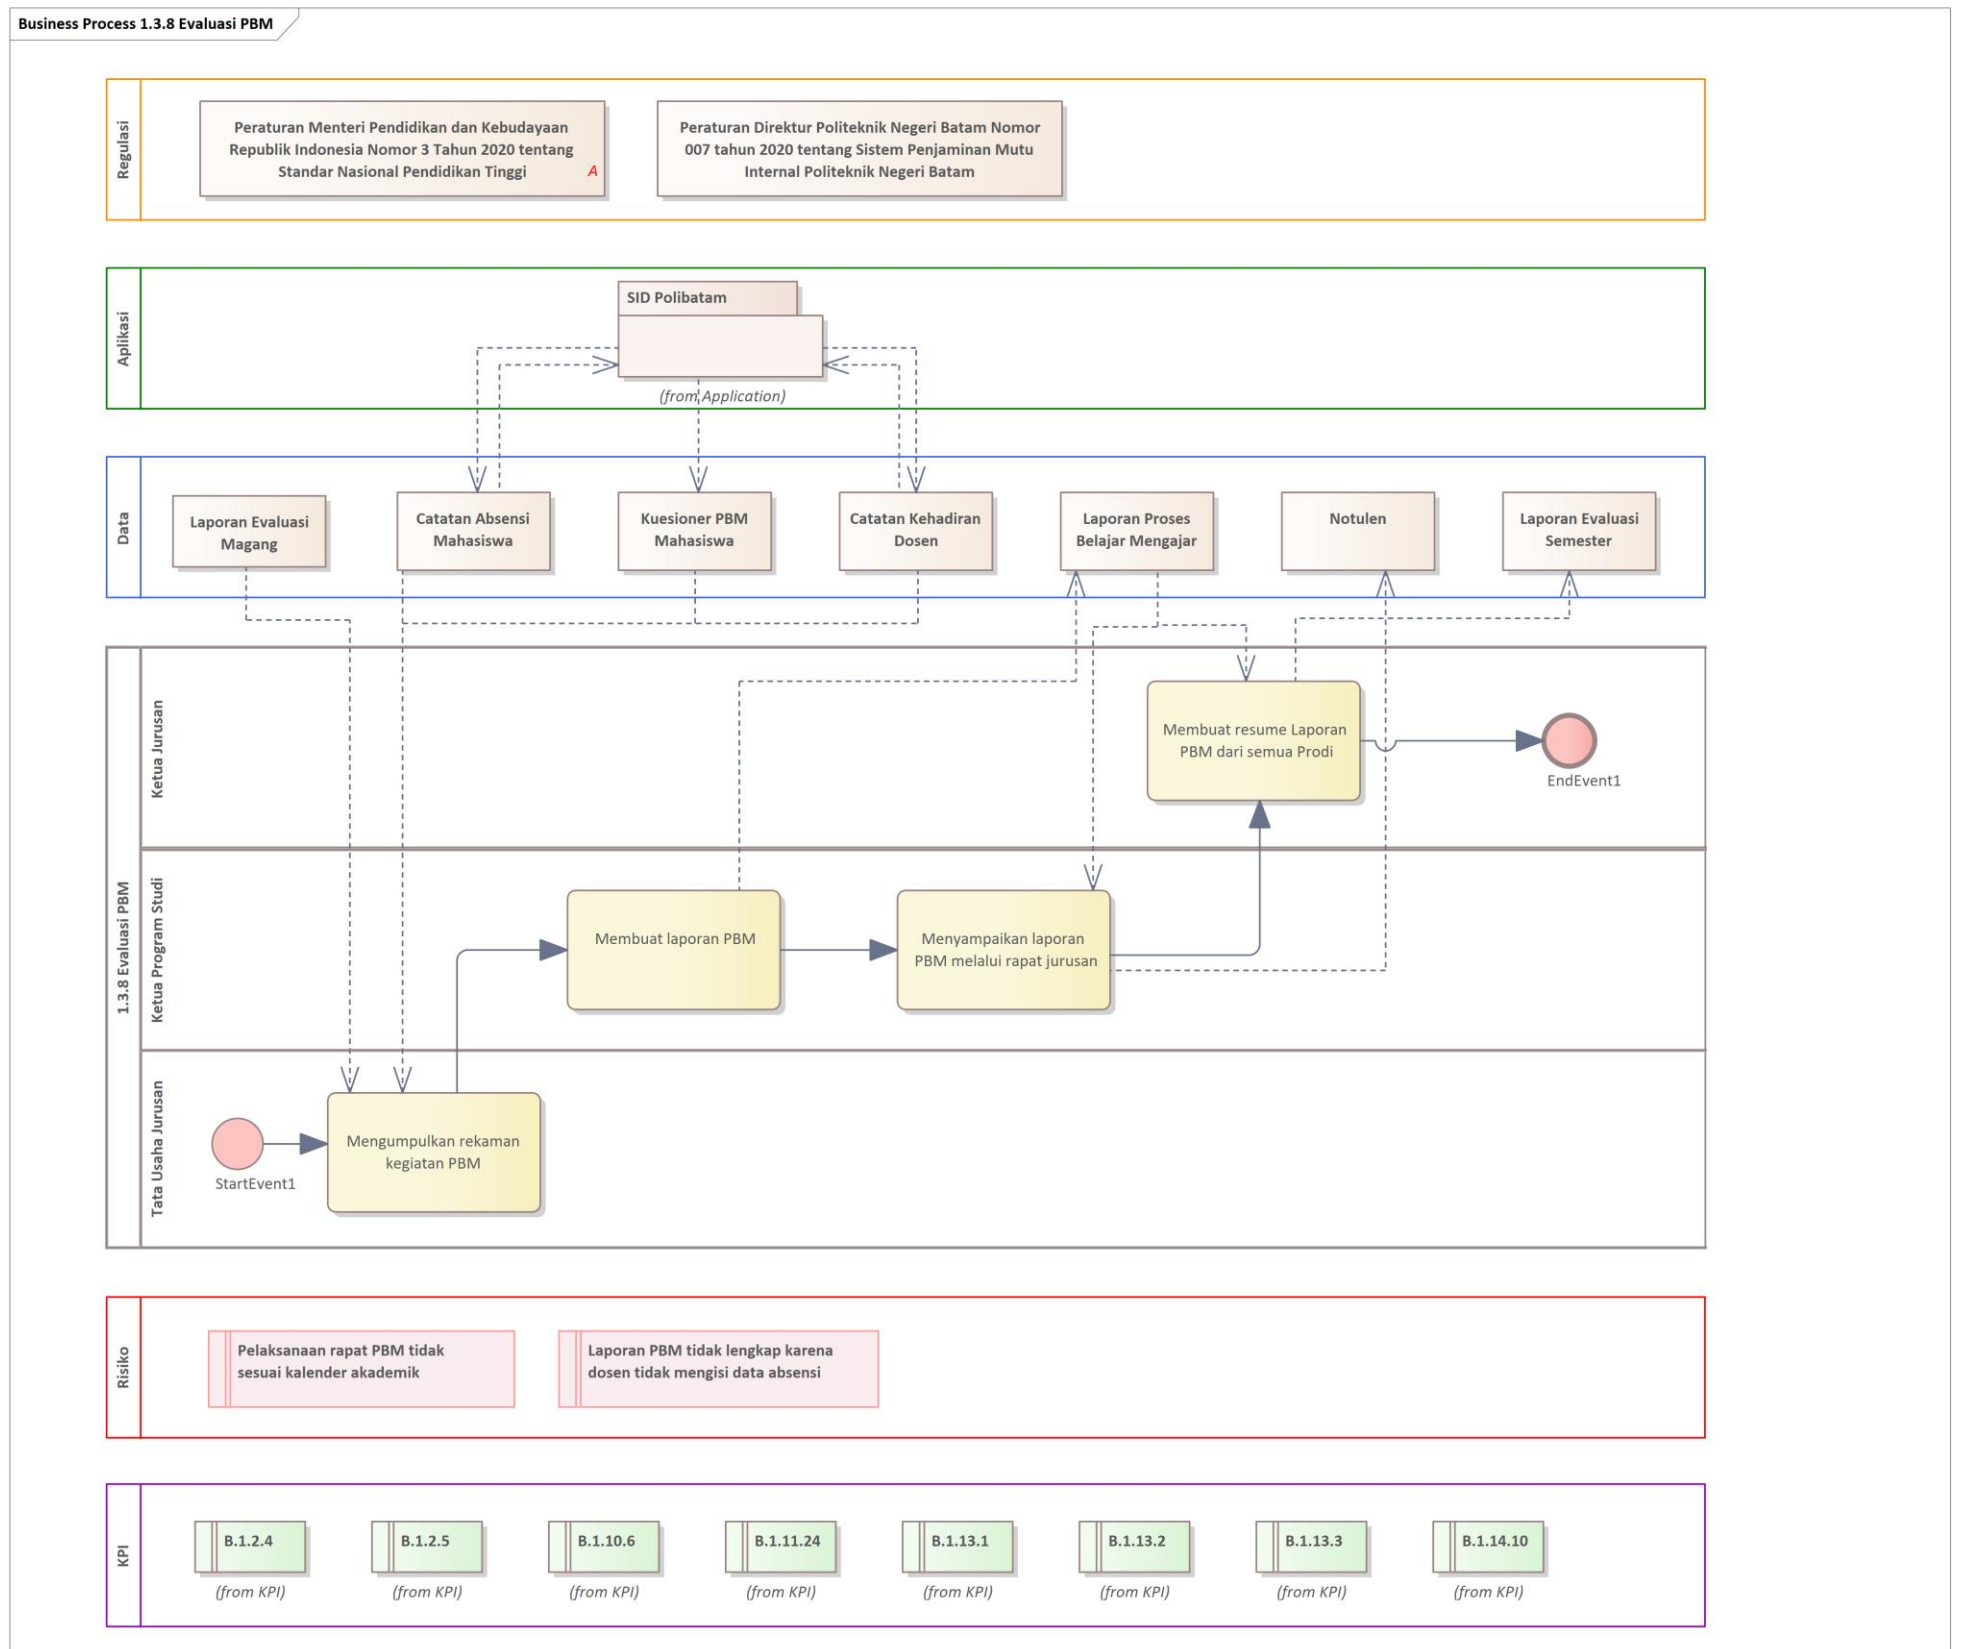 Business Process 1.3.8 Evaluasi PBM
Regulasi
Peraturan Menteri Pendidikan dan Kebudayaan
Republik Indonesia Nomor 3 Tahun 2020 tentang
Standar Nasional Pendidikan Tinggi
A
Peraturan Direktur Politeknik Negeri Batam Nomor
007 tahun 2020 tentang Sistem Penjaminan Mutu
Internal Politeknik Negeri Batam
Aplikasi
SID Polibatam
(from Application)
Data
Laporan Evaluasi
Magang
Catatan Absensi
Mahasiswa
Kuesioner PBM
Mahasiswa
Catatan Kehadiran
Dosen
Laporan Proses
Belajar Mengajar
Notulen
Laporan Evaluasi
Semester
1.3.8 Evaluasi PBM
Ketua Jurusan
Membuat resume Laporan
PBM dari semua Prodi
EndEvent1
Ketua Program Studi
Membuat laporan PBM
Menyampaikan laporan
PBM melalui rapat jurusan
Tata Usaha Jurusan
StartEvent1
Mengumpulkan rekaman
kegiatan PBM
Risiko
Pelaksanaan rapat PBM tidak
sesuai kalender akademik
Laporan PBM tidak lengkap karena
dosen tidak mengisi data absensi
KPI
B.1.2.4
(from KPI)
B.1.2.5
(from KPI)
B.1.10.6
(from KPI)
B.1.11.24
(from KPI)
B.1.13.1
(from KPI)
B.1.13.2
(from KPI)
B.1.13.3
(from KPI)
B.1.14.10
(from KPI)